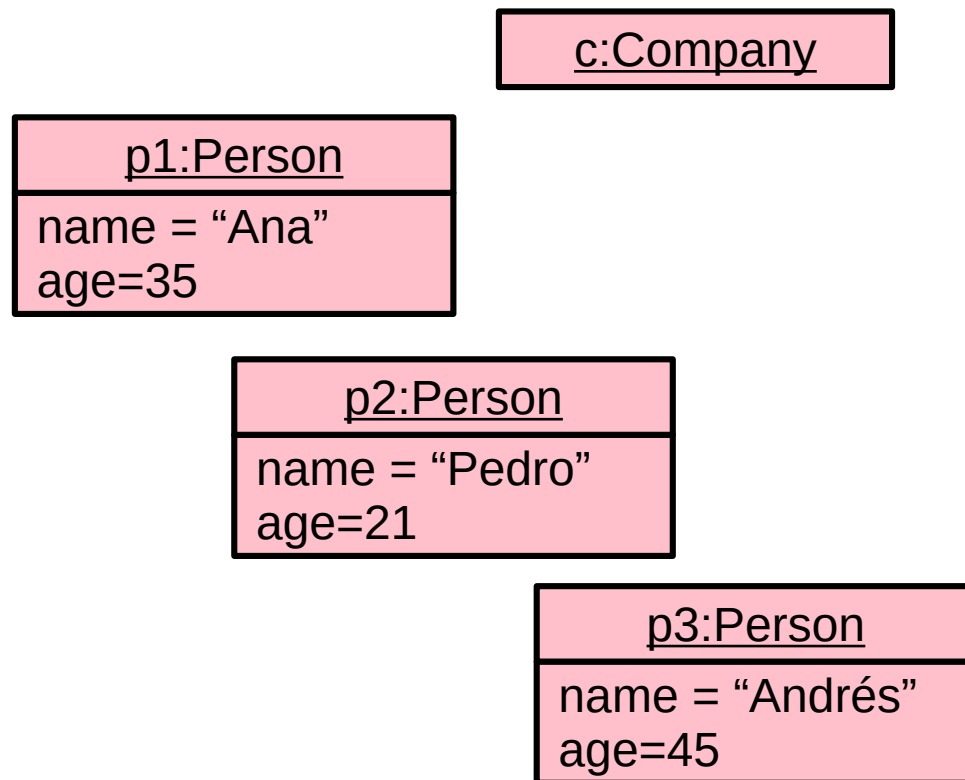 c:Company
p1:Person
name = “Ana”
age=35
p2:Person
name = “Pedro”
age=21
p3:Person
name = “Andrés”
age=45